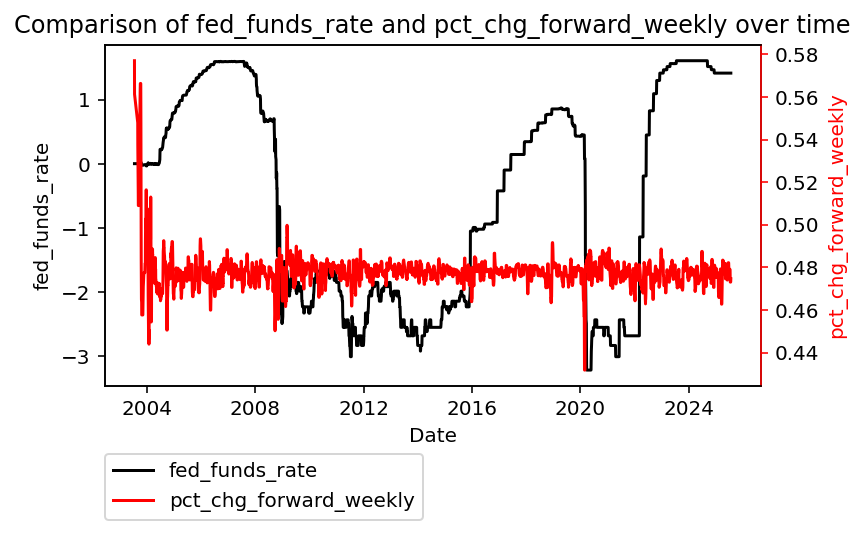 Comparison of fed_funds_rate and pct_chg_forward_weekly over time
1
0
−1
−2
−3
fed_funds_rate
0.58
0.56
0.54
0.52
0.50
0.48
0.46
0.44
pct_chg_forward_weekly
2004 2008 2012 2016 2020 2024
Date
fed_funds_rate
pct_chg_forward_weekly